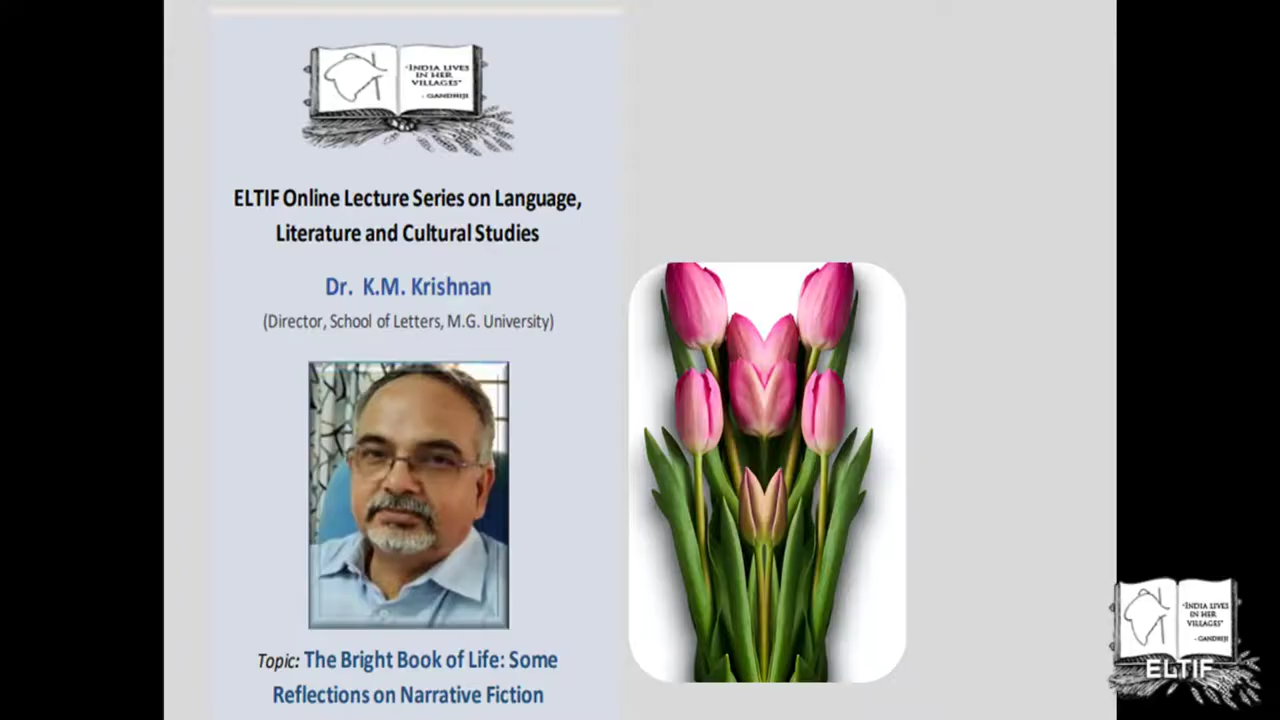 "INDIA LIVES
IN HER
VILLAGES"
- GANDHIJI
ELTIF Online Lecture Series on Language,
Literature and Cultural Studies
Dr. K.M. Krishnan
(Director, School of Letters, M.G. University)
Topic: The Bright Book of Life: Some
Reflections on Narrative Fiction
"INDIA LIVES
IN HER
VILLAGES"
- GANDHIJI
ELTIF